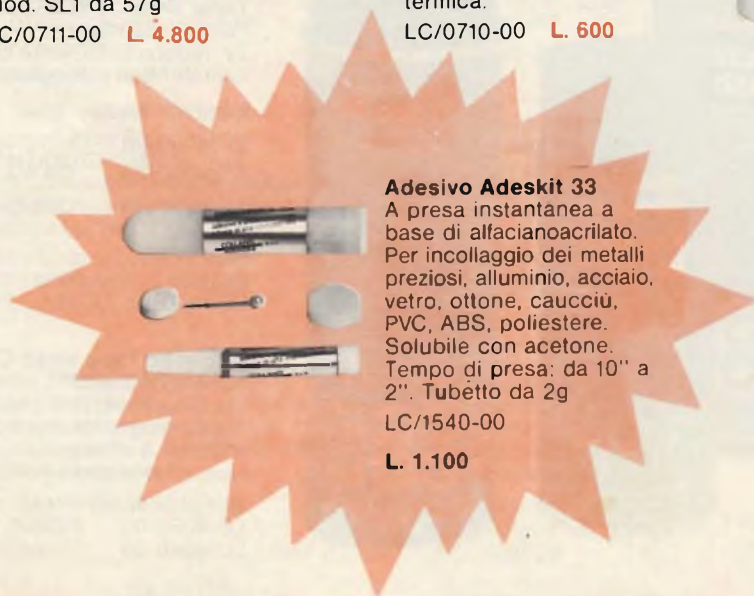 mod. SL1 da 57g
LC/0711-00 L. 4.800
termica.
LC/0710-00 L. 600
Adesivo Adeskit 33
A presa instantanea a
base di alfacianoacrilato.
Per incollaggio dei metalli
preziosi, alluminio, acciaio,
vetro, ottone, caucciù,
PVC, ABS, poliestere.
Solubile con acetone.
Tempo di presa: da 10'' a
2''. Tubetto da 2g
LC/1540-00
L. 1.100